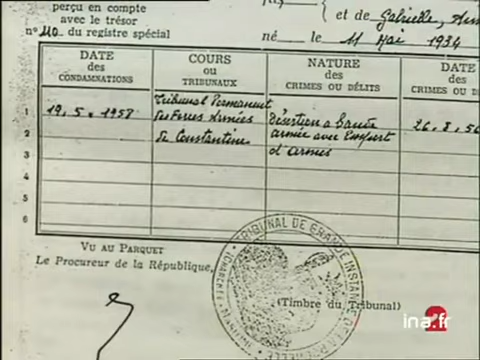 perçu en compte
avec le trésor
n° 40 du registre spécial
et de Gabrielle,
né le 11 Mai 1934
DATE
des
CONDAMNATIONS
COURS
ou
TRIBUNAUX
NATURE
des
CRIMES OU DÉLITS
DATE
des
CRIMES OU
1
2
3
4
5
6
19.5.1958
Tribunal Permanent
des Forces Armées
de Constantine
Désertion à bande
armée avec emport
d'armes
26.8.56
VU AU PARQUET
Le Procureur de la République,
TRIBUNAL DE GRANDE INSTANCE
(Timbre du Tribunal)
2
ina.fr